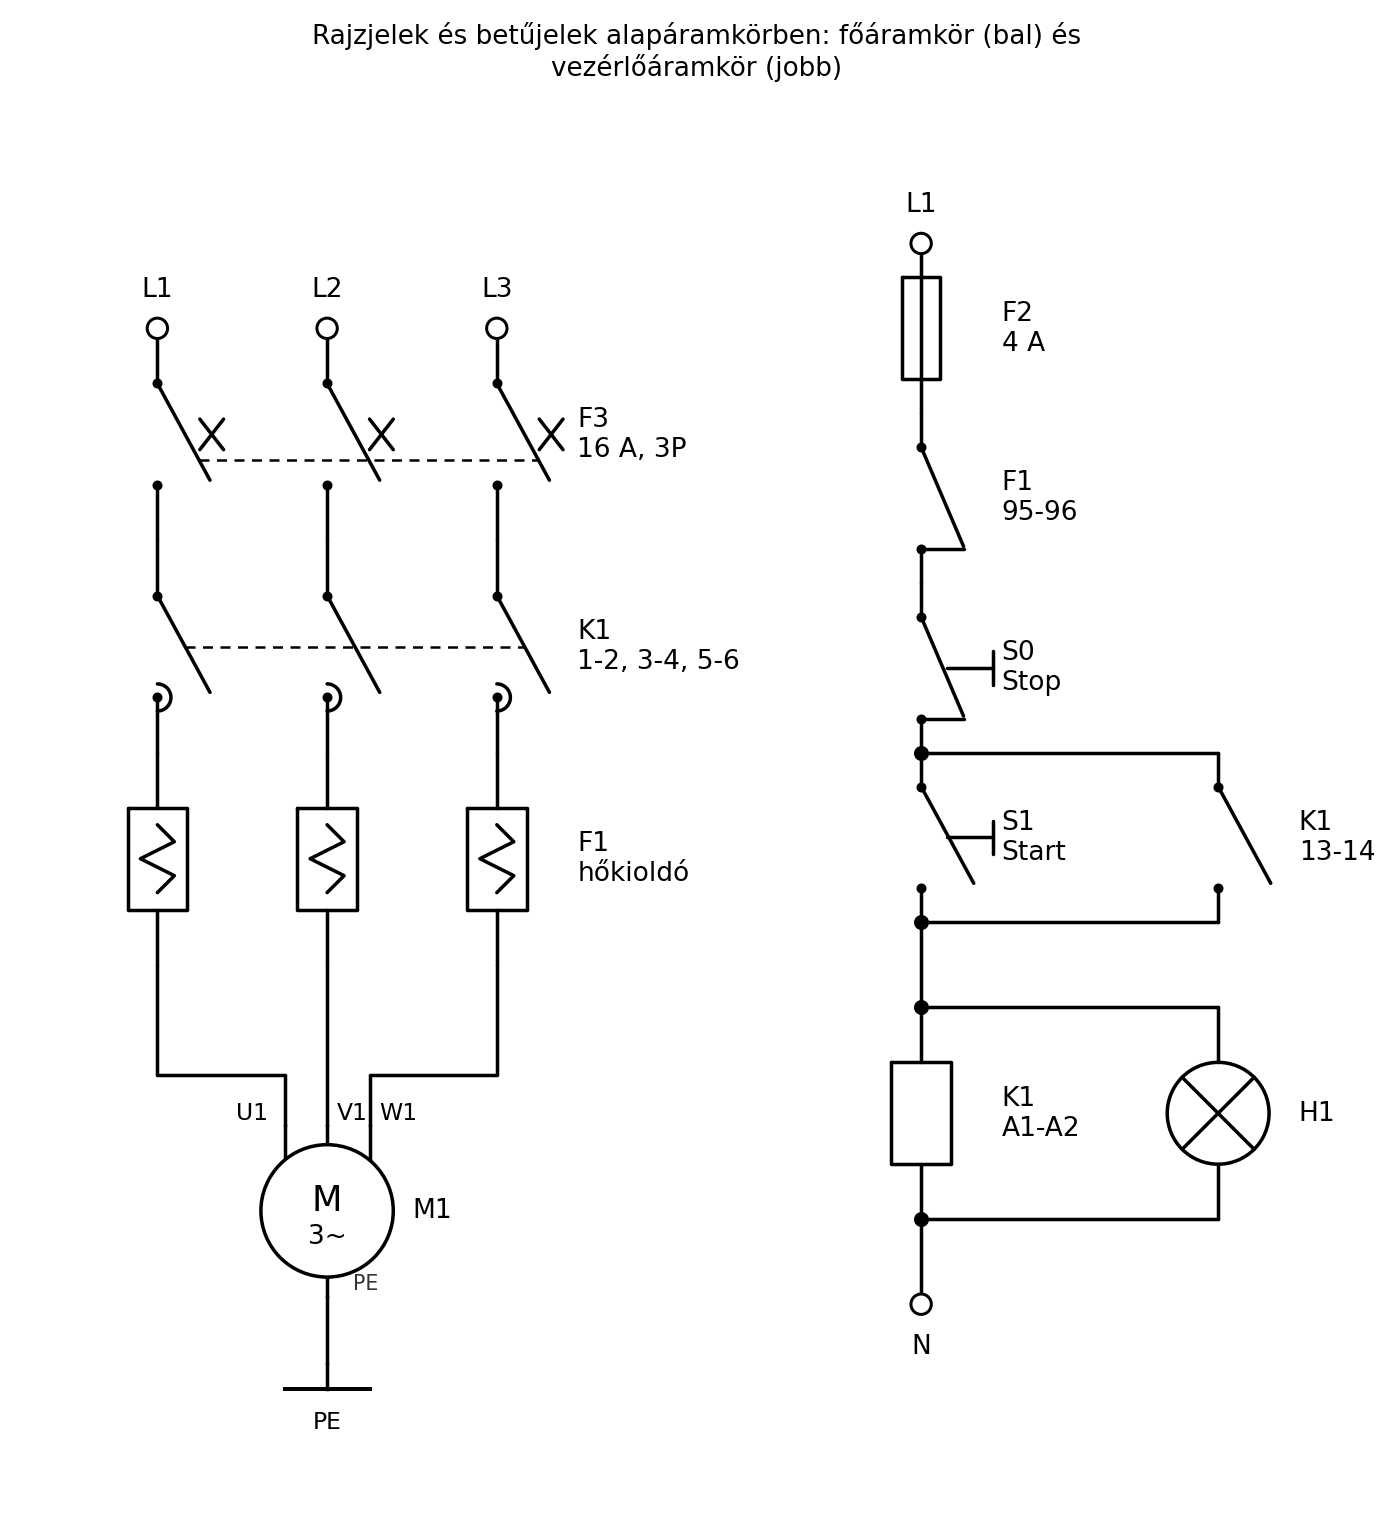 Rajzjelek és betűjelek alapáramkörben: főáramkör (bal) és
vezérlőáramkör (jobb)
L1
L2
L3
F3
16 A, 3P
K1
1-2, 3-4, 5-6
F1
hőkioldó
U1
V1
W1
M
3~
M1
PE
PE
L1
F2
4 A
F1
95-96
S0
Stop
S1
Start
K1
13-14
K1
A1-A2
H1
N